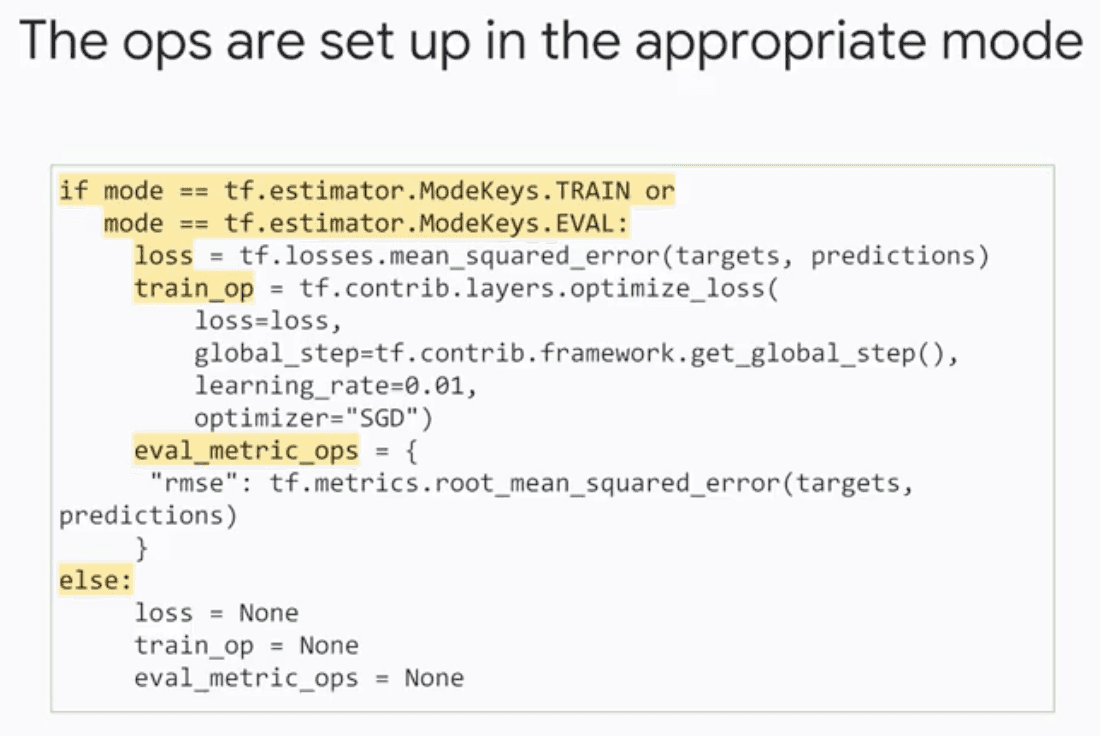 The ops are set up in the appropriate mode
if mode == tf.estimator.ModeKeys.TRAIN or
mode == tf.estimator.ModeKeys.EVAL:
loss = tf.losses.mean_squared_error(targets, predictions)
train_op = tf.contrib.layers.optimize_loss(
loss=loss,
global_step=tf.contrib.framework.get_global_step(),
learning_rate=0.01,
optimizer="SGD")
eval_metric_ops = {
"rmse": tf.metrics.root_mean_squared_error(targets,
predictions)
}
else:
loss = None
train_op = None
eval_metric_ops = None